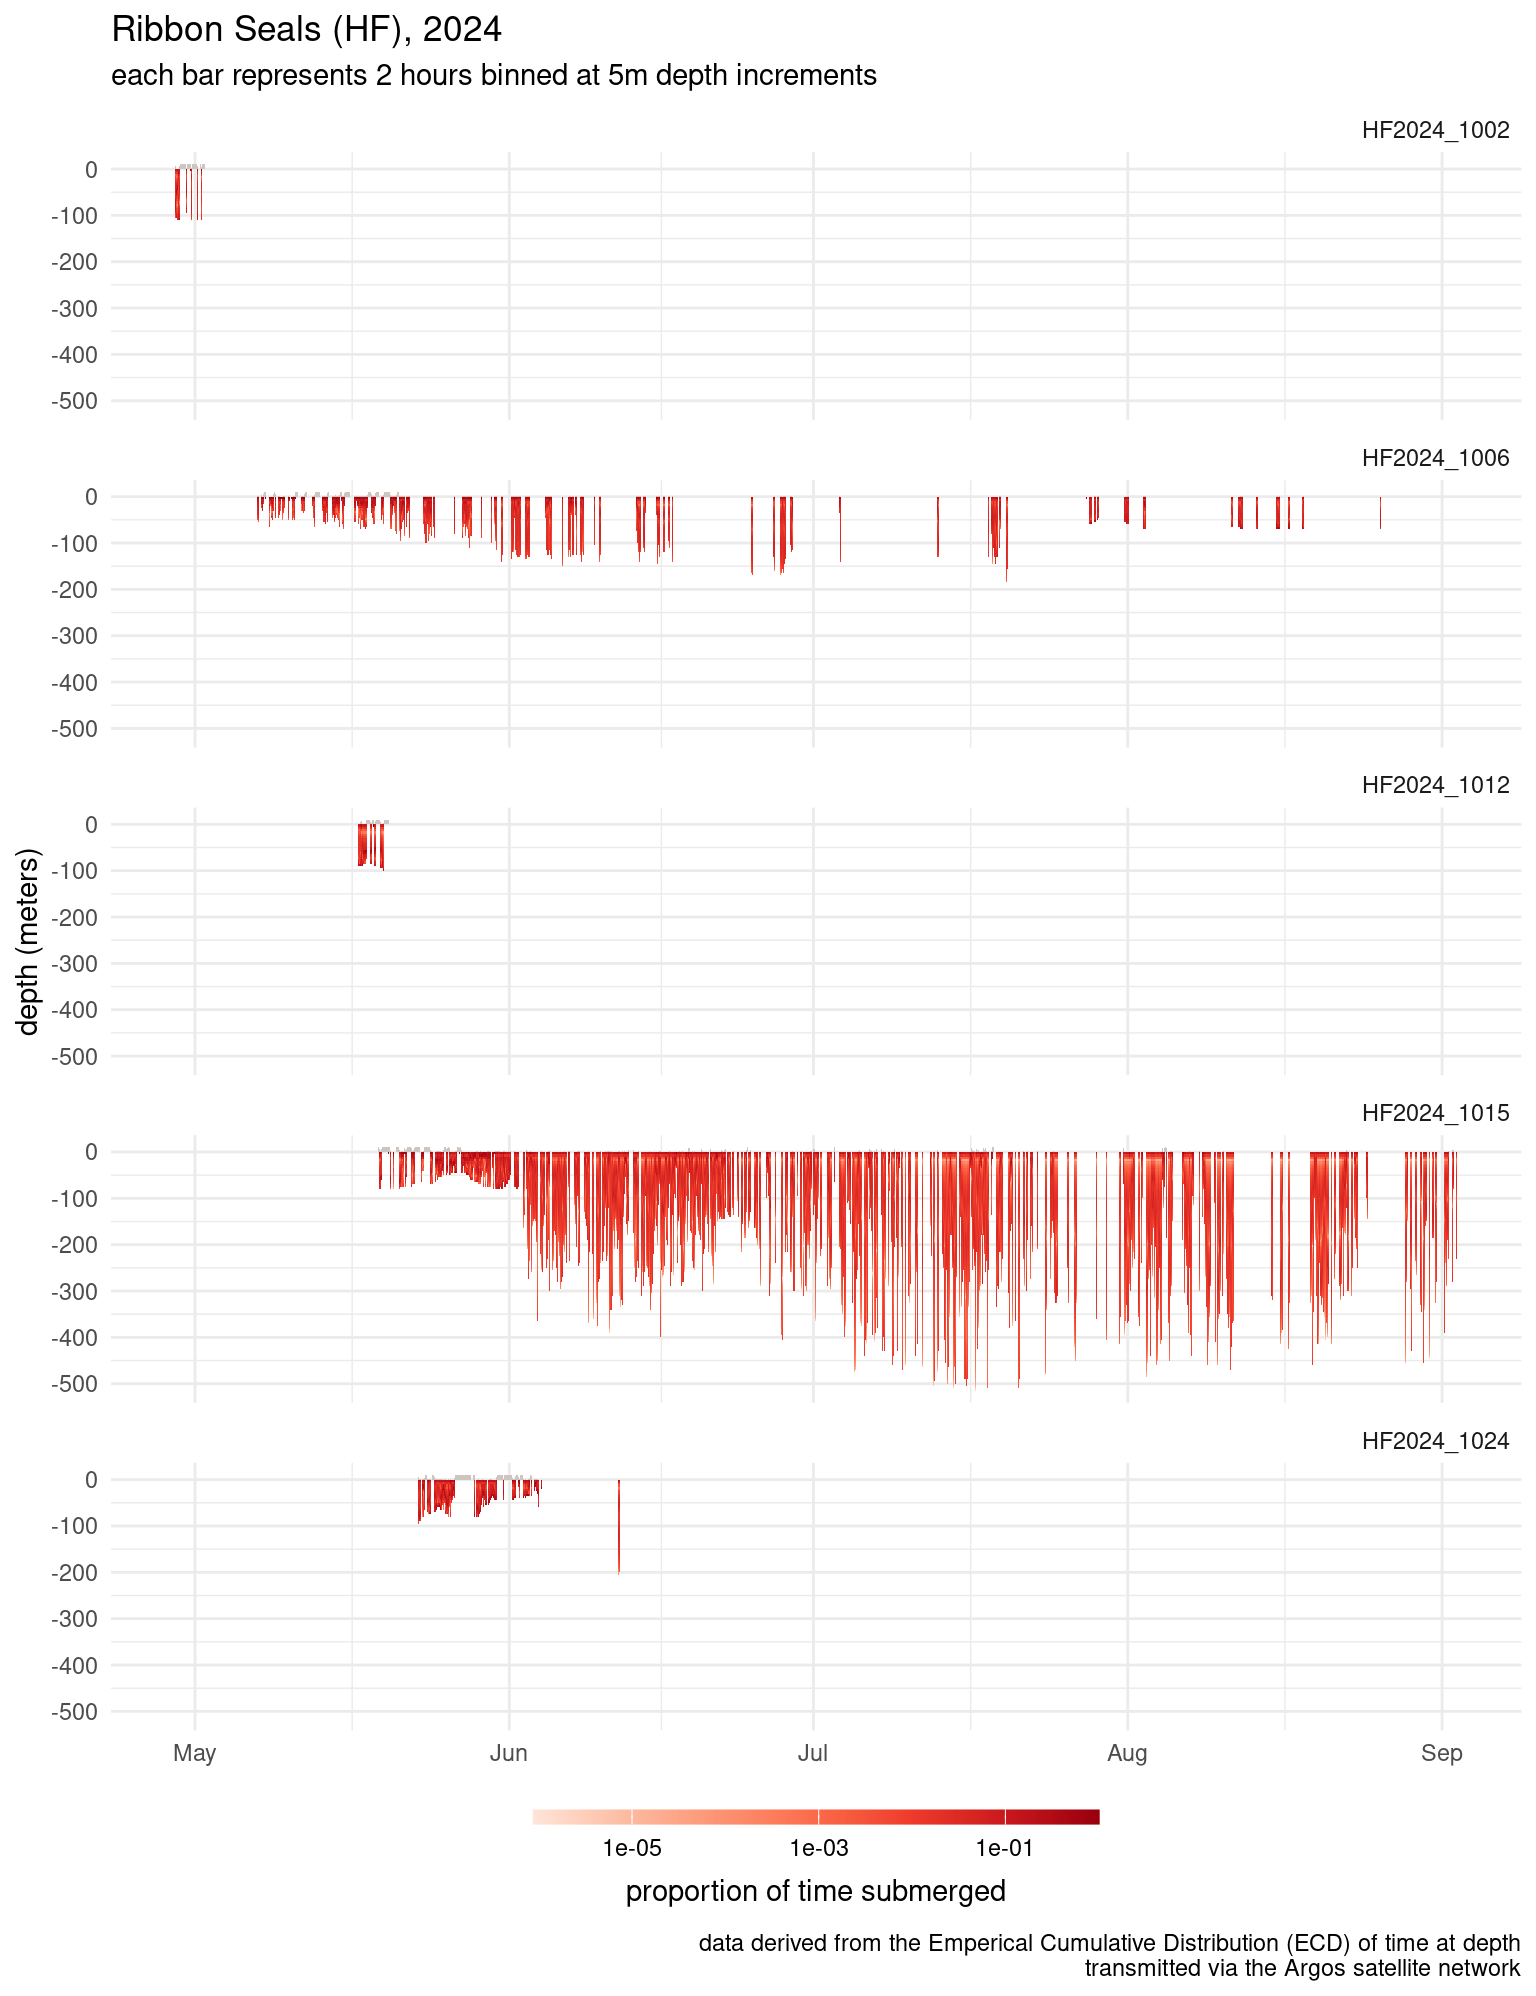 Ribbon Seals (HF), 2024
each bar represents 2 hours binned at 5m depth increments
HF2024_1002
0
-100
-200
-300
-400
-500
HF2024_1006
0
-100
-200
-300
-400
-500
HF2024_1012
0
-100
-200
-300
-400
-500
depth (meters)
HF2024_1015
0
-100
-200
-300
-400
-500
HF2024_1024
0
-100
-200
-300
-400
-500
May Jun Jul Aug Sep
1e-05 1e-03 1e-01
proportion of time submerged
data derived from the Emperical Cumulative Distribution (ECD) of time at depth
transmitted via the Argos satellite network